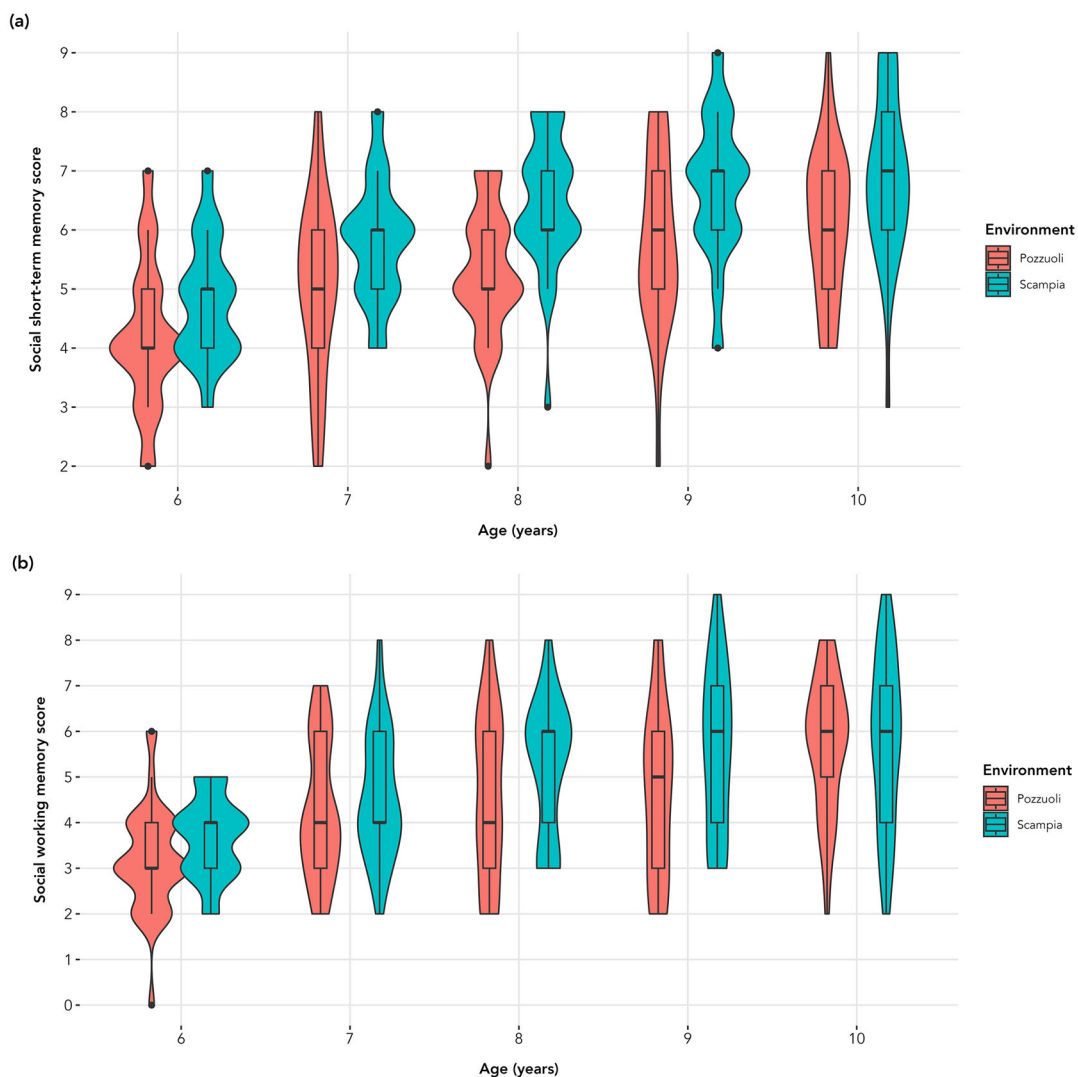 (a)
Social short-term memory score
9
8
7
6
5
4
3
2
6 7 8 9 10
Age (years)
Environment
Pozzuoli
Scampia
(b)
Social working memory score
9
8
7
6
5
4
3
2
1
0
6 7 8 9 10
Age (years)
Environment
Pozzuoli
Scampia